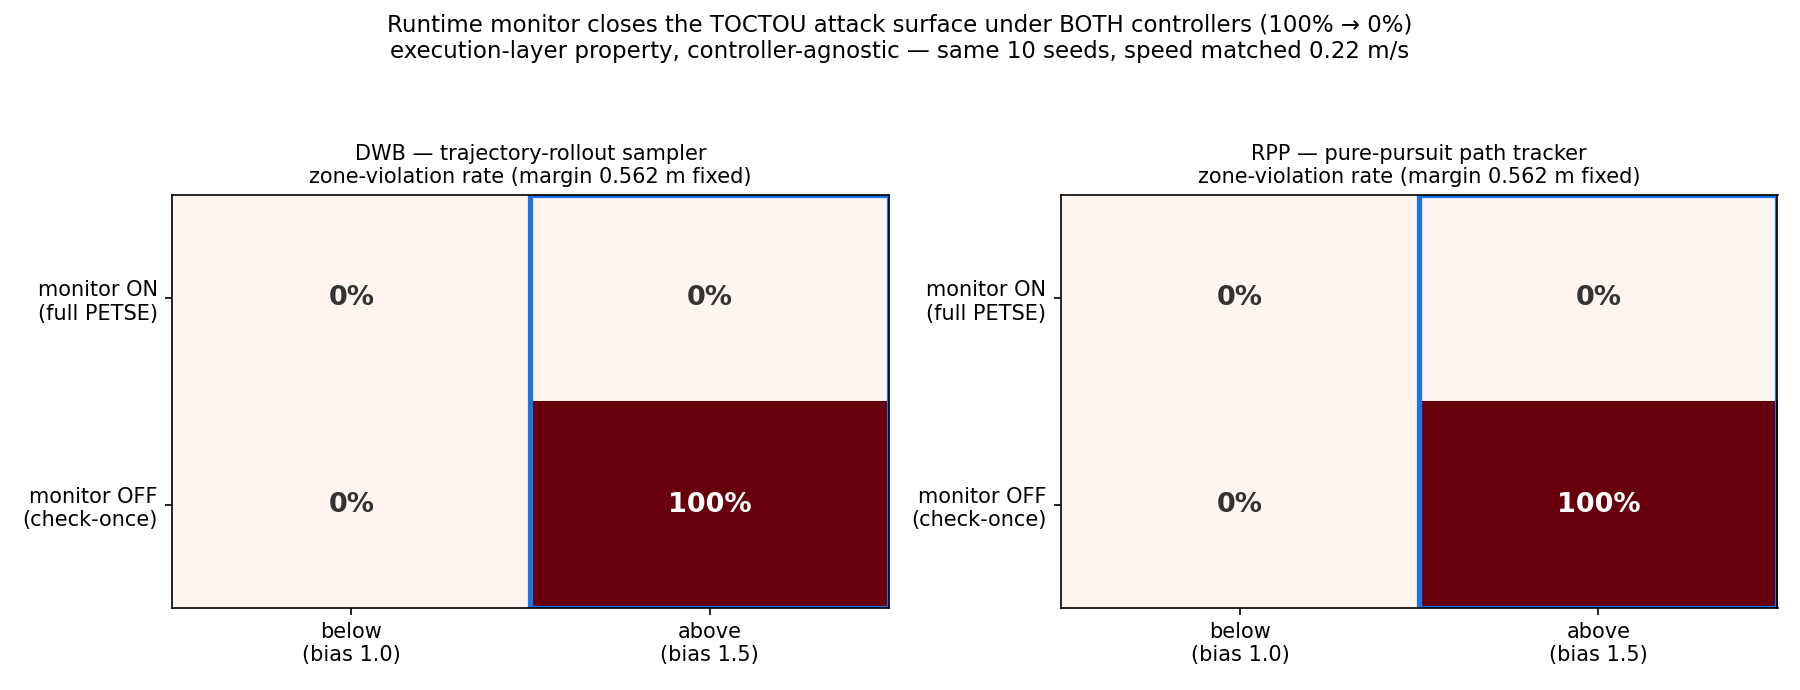 Runtime monitor closes the TOCTOU attack surface under BOTH controllers (100% → 0%)
execution-layer property, controller-agnostic — same 10 seeds, speed matched 0.22 m/s
DWB — trajectory-rollout sampler
zone-violation rate (margin 0.562 m fixed)
monitor ON
(full PETSE)
0%
0%
monitor OFF
(check-once)
0%
100%
below
(bias 1.0)
above
(bias 1.5)
RPP — pure-pursuit path tracker
zone-violation rate (margin 0.562 m fixed)
monitor ON
(full PETSE)
0%
0%
monitor OFF
(check-once)
0%
100%
below
(bias 1.0)
above
(bias 1.5)